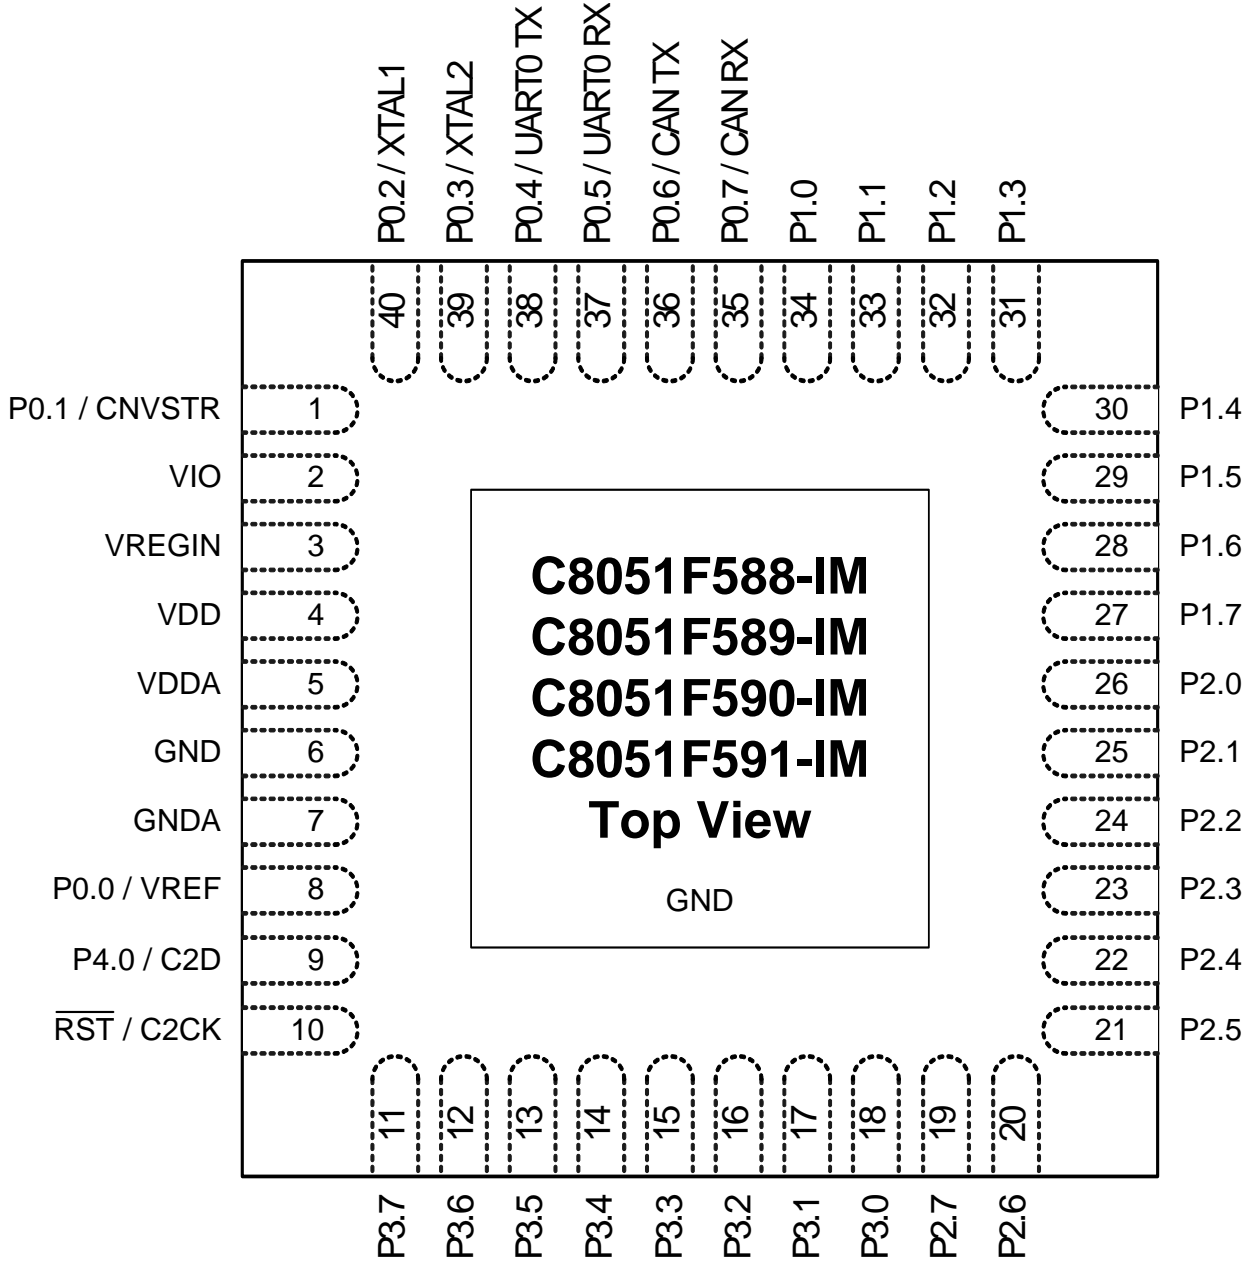 P0.2 / XTAL1
P0.3 / XTAL2
P0.4 / UART0 TX
P0.5 / UART0 RX
P0.6 / CAN TX
P0.7 / CAN RX
P1.0
P1.1
P1.2
P1.3
40
39
38
37
36
35
34
33
32
31
P0.1 / CNVSTR 1
VIO 2
VREGIN 3
VDD 4
VDDA 5
GND 6
GNDA 7
P0.0 / VREF 8
P4.0 / C2D 9
R̅S̅T̅ / C2CK 10
C8051F588-IM
C8051F589-IM
C8051F590-IM
C8051F591-IM
Top View
GND
30 P1.4
29 P1.5
28 P1.6
27 P1.7
26 P2.0
25 P2.1
24 P2.2
23 P2.3
22 P2.4
21 P2.5
11
12
13
14
15
16
17
18
19
20
P3.7
P3.6
P3.5
P3.4
P3.3
P3.2
P3.1
P3.0
P2.7
P2.6